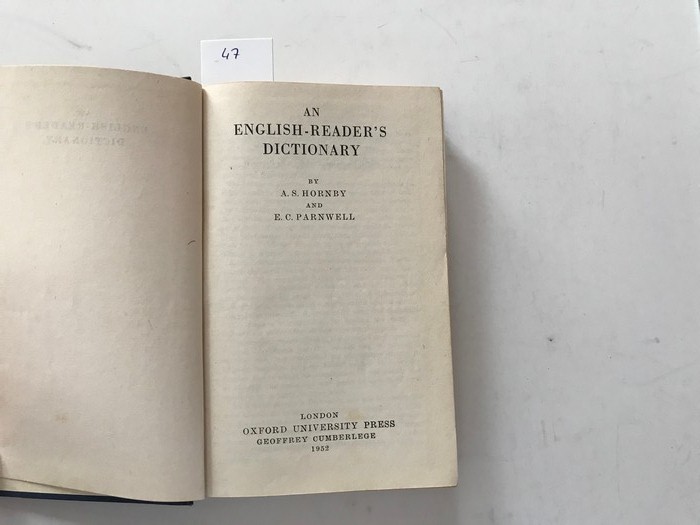 47
AN
ENGLISH-READER'S
DICTIONARY
BY
A. S. HORNBY
AND
E. C. PARNWELL
LONDON
OXFORD UNIVERSITY PRESS
GEOFFREY CUMBERLEGE
1952